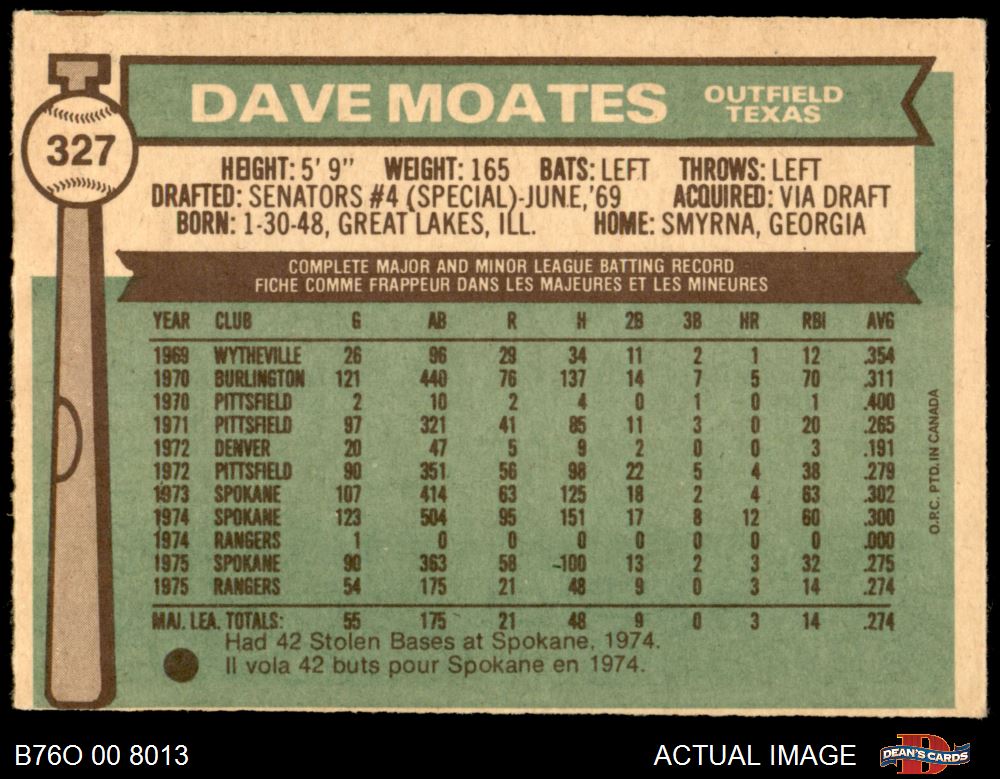 DAVE MOATES OUTFIELD TEXAS
327
HEIGHT: 5' 9" WEIGHT: 165 BATS: LEFT THROWS: LEFT
DRAFTED: SENATORS #4 (SPECIAL)-JUNE,'69 ACQUIRED: VIA DRAFT
BORN: 1-30-48, GREAT LAKES, ILL. HOME: SMYRNA, GEORGIA
COMPLETE MAJOR AND MINOR LEAGUE BATTING RECORD
FICHE COMME FRAPPEUR DANS LES MAJEURES ET LES MINEURES
YEAR CLUB G AB R H 2B 3B HR RBI AVG
1969 WYTHEVILLE 26 96 29 34 11 2 1 12 .354
1970 BURLINGTON 121 440 76 137 14 7 5 70 .311
1970 PITTSFIELD 2 10 2 4 0 1 0 1 .400
1971 PITTSFIELD 97 321 41 85 11 3 0 20 .265
1972 DENVER 20 47 5 9 2 0 0 3 .191
1972 PITTSFIELD 90 351 56 98 22 5 4 38 .279
1973 SPOKANE 107 414 63 125 18 2 4 63 .302
1974 SPOKANE 123 504 95 151 17 8 12 60 .300
1974 RANGERS 1 0 0 0 0 0 0 0 .000
1975 SPOKANE 90 363 58 100 13 2 3 32 .275
1975 RANGERS 54 175 21 48 9 0 3 14 .274
MAJ. LEA. TOTALS: 55 175 21 48 9 0 3 14 .274
Had 42 Stolen Bases at Spokane, 1974.
Il vola 42 buts pour Spokane en 1974.
O.P.C. PTD. IN CANADA
B76O 00 8013 ACTUAL IMAGE DEAN'S CARDS